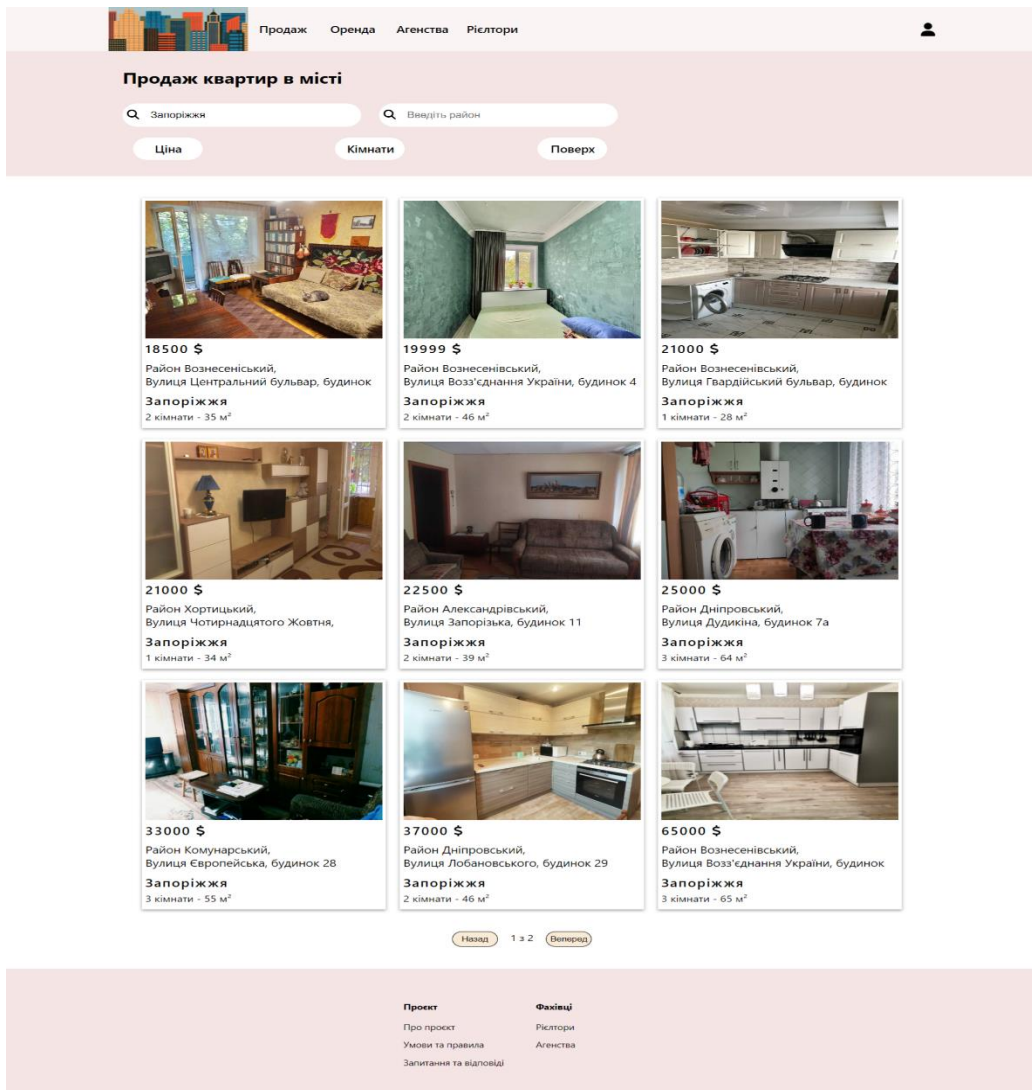 Продаж Оренда Агенства Рієлтори
Продаж квартир в місті
Запоріжжя Введіть район
Ціна Кімнати Поверх
18500 $
Район Вознесеніський,
Вулиця Центральний бульвар, будинок
Запоріжжя
2 кімнати - 35 м²
19999 $
Район Вознесенівський,
Вулиця Возз'єднання України, будинок 4
Запоріжжя
2 кімнати - 46 м²
21000 $
Район Вознесенівський,
Вулиця Гвардійський бульвар, будинок
Запоріжжя
1 кімнати - 28 м²
21000 $
Район Хортицький,
Вулиця Чотирнадцятого Жовтня,
Запоріжжя
1 кімнати - 34 м²
22500 $
Район Александрівський,
Вулиця Запорізька, будинок 11
Запоріжжя
2 кімнати - 39 м²
25000 $
Район Дніпровський,
Вулиця Дудикіна, будинок 7а
Запоріжжя
3 кімнати - 64 м²
33000 $
Район Комунарський,
Вулиця Європейська, будинок 28
Запоріжжя
3 кімнати - 55 м²
37000 $
Район Дніпровський,
Вулиця Лобановського, будинок 29
Запоріжжя
2 кімнати - 46 м²
65000 $
Район Вознесенівський,
Вулиця Возз'єднання України, будинок
Запоріжжя
3 кімнати - 65 м²
Назад 1 з 2 Веперед
Проєкт
Про проєкт
Умови та правила
Запитання та відповіді
Фахівці
Рієлтори
Агенства